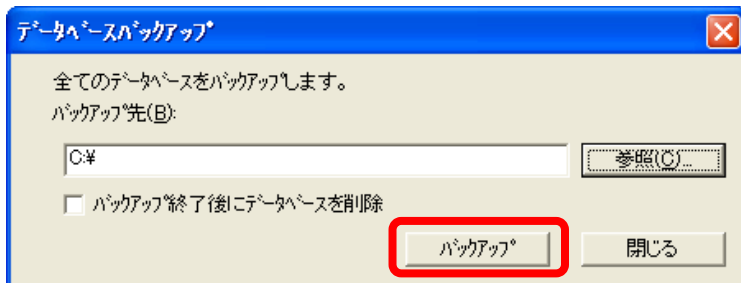 ﾃﾞｰﾀﾍﾞｰｽﾊﾞｯｸｱｯﾌﾟ
全てのﾃﾞｰﾀﾍﾞｰｽをﾊﾞｯｸｱｯﾌﾟします。
ﾊﾞｯｸｱｯﾌﾟ先(B):
C:¥
参照(C)...
ﾊﾞｯｸｱｯﾌﾟ終了後にﾃﾞｰﾀﾍﾞｰｽを削除
ﾊﾞｯｸｱｯﾌﾟ 閉じる